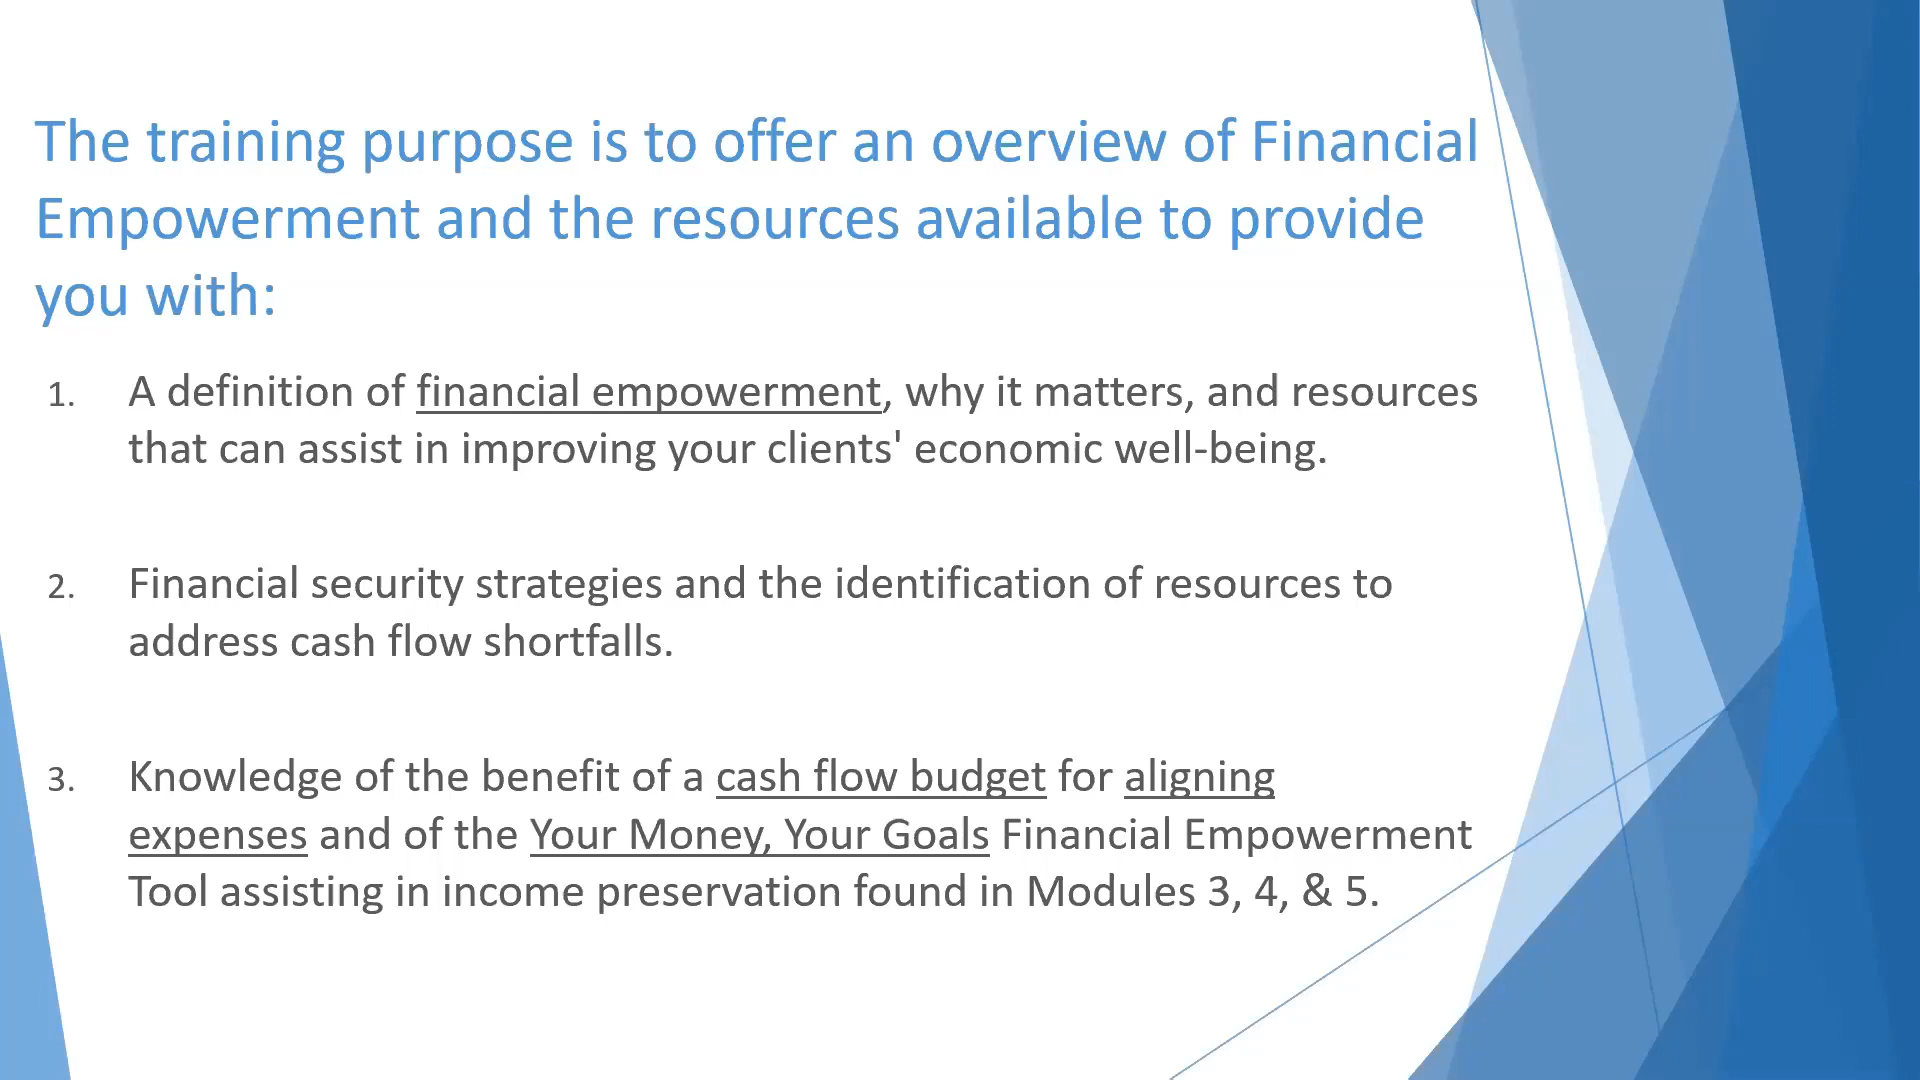 The training purpose is to offer an overview of Financial
Empowerment and the resources available to provide
you with:
1. A definition of financial empowerment, why it matters, and resources
that can assist in improving your clients' economic well-being.
2. Financial security strategies and the identification of resources to
address cash flow shortfalls.
3. Knowledge of the benefit of a cash flow budget for aligning
expenses and of the Your Money, Your Goals Financial Empowerment
Tool assisting in income preservation found in Modules 3, 4, & 5.